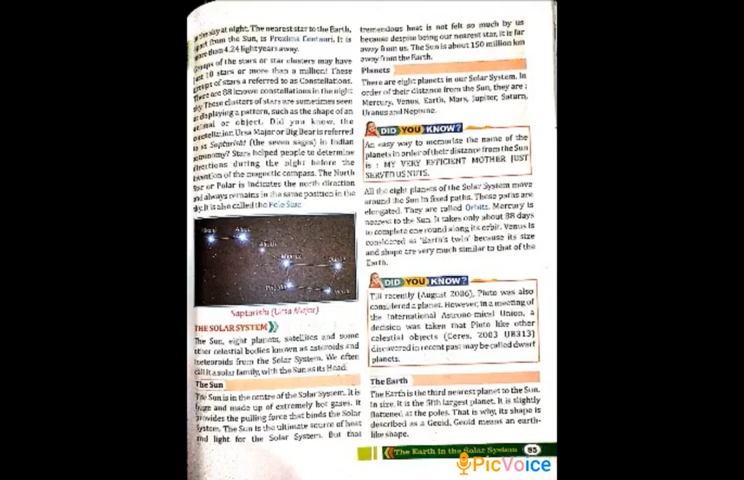 sky at night. The nearest star to the Earth,
apart from the Sun, is Proxima Centauri. It is
more than 4.24 light years away.
Groups of the stars or star clusters may have
just 10 stars or more than a million! These
groups of stars a referred to as Constellations.
There are 88 known constellations in the night
sky. These clusters of stars are sometimes seen
as displaying a pattern, such as the shape of an
animal or object. Did you know, the
constellation Ursa Major or Big Bear is referred
to as Saptarishi (the seven sages) in Indian
astronomy? Stars helped people to determine
directions during the night before the
invention of the magnetic compass. The North
Star or Polar is indicates the north direction
and always remains in the same position in the
sky. It is also called the Pole Star.
Saptarishi (Ursa Major)
THE SOLAR SYSTEM
The Sun, eight planets, satellites and some
other celestial bodies known as asteroids and
meteoroids from the Solar System. We often
call it a solar family, with the Sun as its Head.
The Sun
The Sun is in the centre of the Solar System. It is
huge and made up of extremely hot gases. It
provides the pulling force that binds the Solar
System. The Sun is the ultimate source of heat
and light for the Solar System. But that
tremendous heat is not felt so much by us
because despite being our nearest star, it is far
away from us. The Sun is about 150 million km
away from the Earth.
Planets
There are eight planets in our Solar System. In
order of their distance from the Sun, they are :
Mercury, Venus, Earth, Mars, Jupiter, Saturn,
Uranus and Neptune.
DID YOU KNOW?
An easy way to memorise the name of the
planets in order of their distance from the Sun
is : MY VERY EFFICIENT MOTHER JUST
SERVED US NUTS.
All the eight planets of the Solar System move
around the Sun in fixed paths. These paths are
elongated. They are called Orbits. Mercury is
nearest to the Sun. It takes only about 88 days
to complete one round along its orbit. Venus is
considered as 'Earth's twin' because its size
and shape are very much similar to that of the
Earth.
DID YOU KNOW?
Till recently (August 2006), Pluto was also
considered a planet. However, in a meeting of
the International Astrono mical Union, a
decision was taken that Pluto like other
celestial objects (Ceres, 2003 UB313)
discovered in recent past may be called dwarf
planets.
The Earth
The Earth is the third nearest planet to the Sun.
In size, it is the fifth largest planet. It is slightly
flattened at the poles. That is why, its shape is
described as a Geoid. Geoid means an earth-
like shape.
The Earth in the Solar System 95
PicVoice